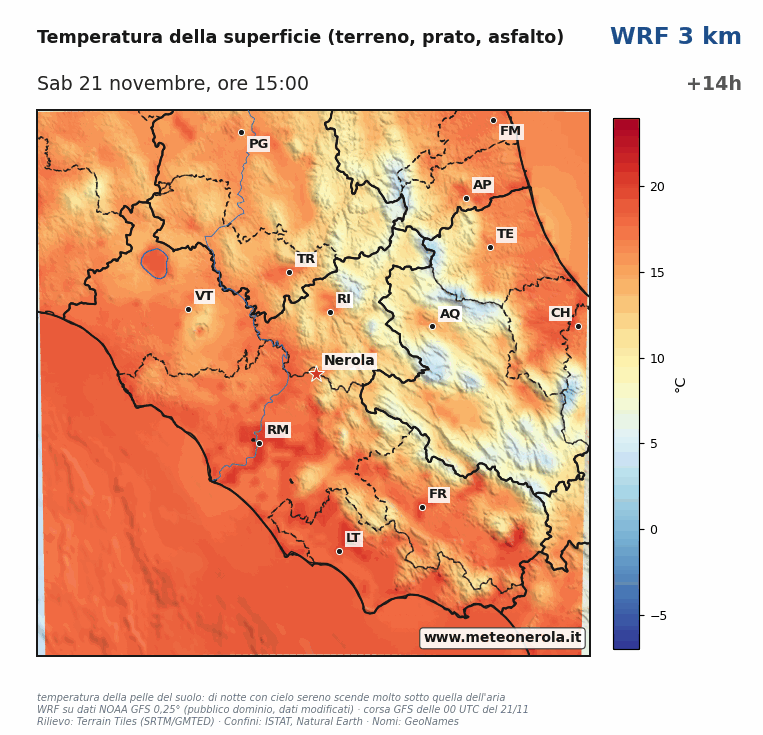 Temperatura della superficie (terreno, prato, asfalto)
WRF 3 km
Sab 21 novembre, ore 15:00
+14h
FM
PG
AP
TE
TR
RI
VT
AQ
CH
Nerola
RM
FR
LT
www.meteonerola.it
20
15
10
5
0
−5
°C
temperatura della pelle del suolo: di notte con cielo sereno scende molto sotto quella dell'aria
WRF su dati NOAA GFS 0,25° (pubblico dominio, dati modificati) · corsa GFS delle 00 UTC del 21/11
Rilievo: Terrain Tiles (SRTM/GMTED) · Confini: ISTAT, Natural Earth · Nomi: GeoNames